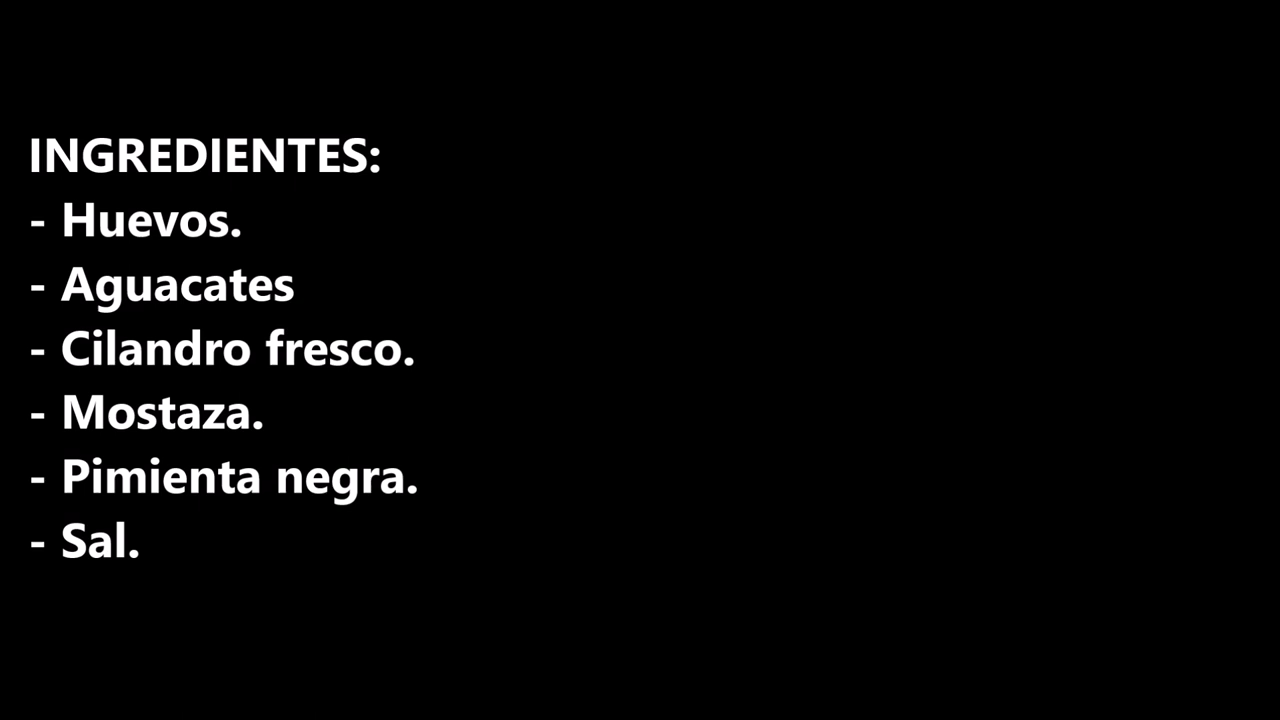 INGREDIENTES:
- Huevos.
- Aguacates
- Cilandro fresco.
- Mostaza.
- Pimienta negra.
- Sal.